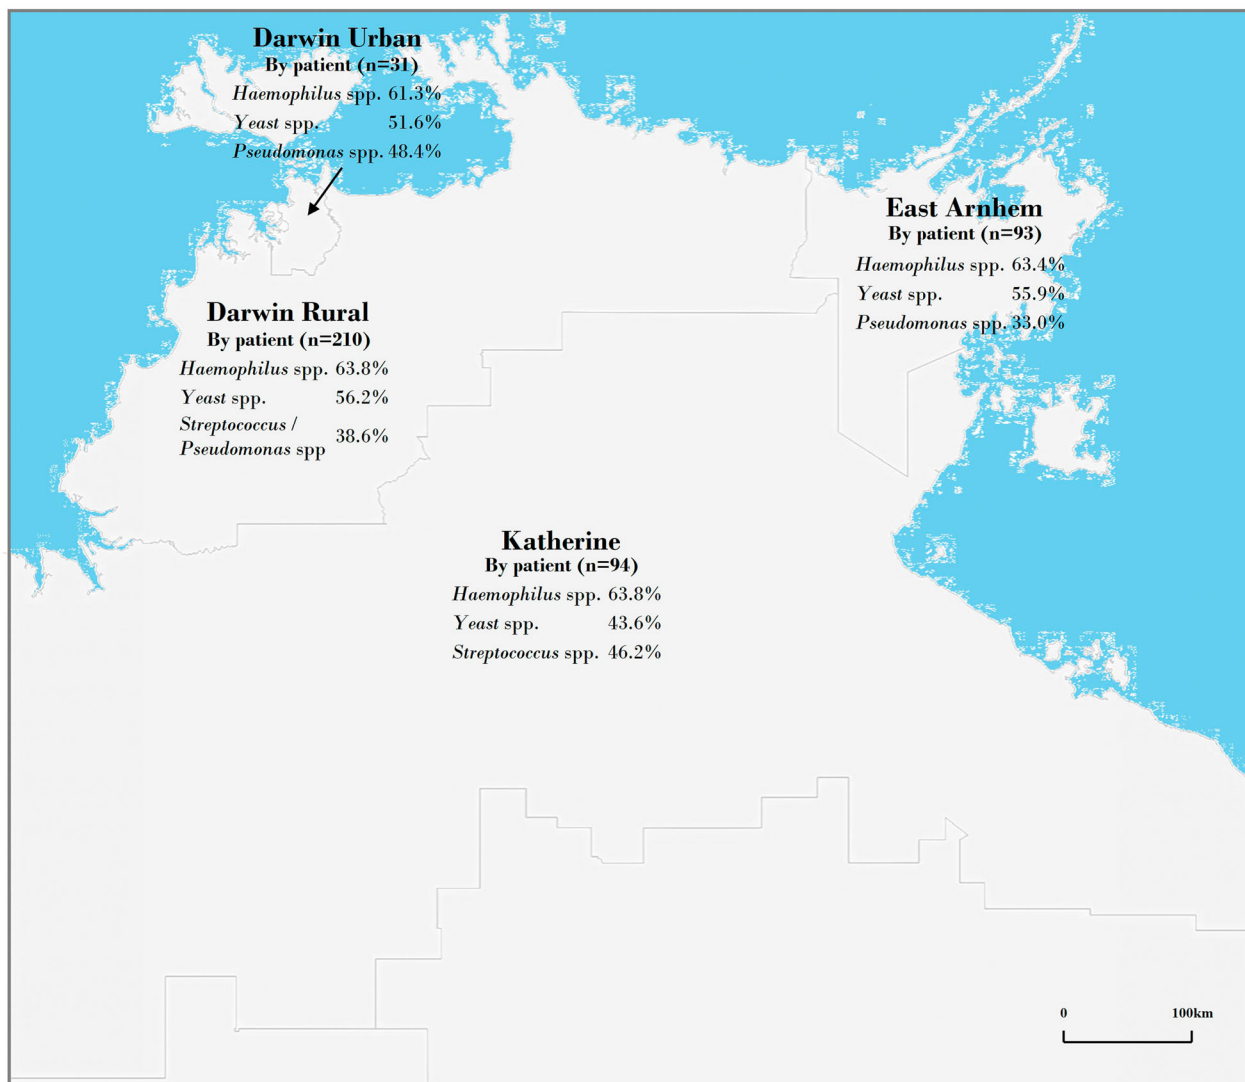 Darwin Urban
By patient (n=31)
Haemophilus spp. 61.3%
Yeast spp. 51.6%
Pseudomonas spp. 48.4%
East Arnhem
By patient (n=93)
Haemophilus spp. 63.4%
Yeast spp. 55.9%
Pseudomonas spp. 33.0%
Darwin Rural
By patient (n=210)
Haemophilus spp. 63.8%
Yeast spp. 56.2%
Streptococcus /
Pseudomonas spp 38.6%
Katherine
By patient (n=94)
Haemophilus spp. 63.8%
Yeast spp. 43.6%
Streptococcus spp. 46.2%
0 100km